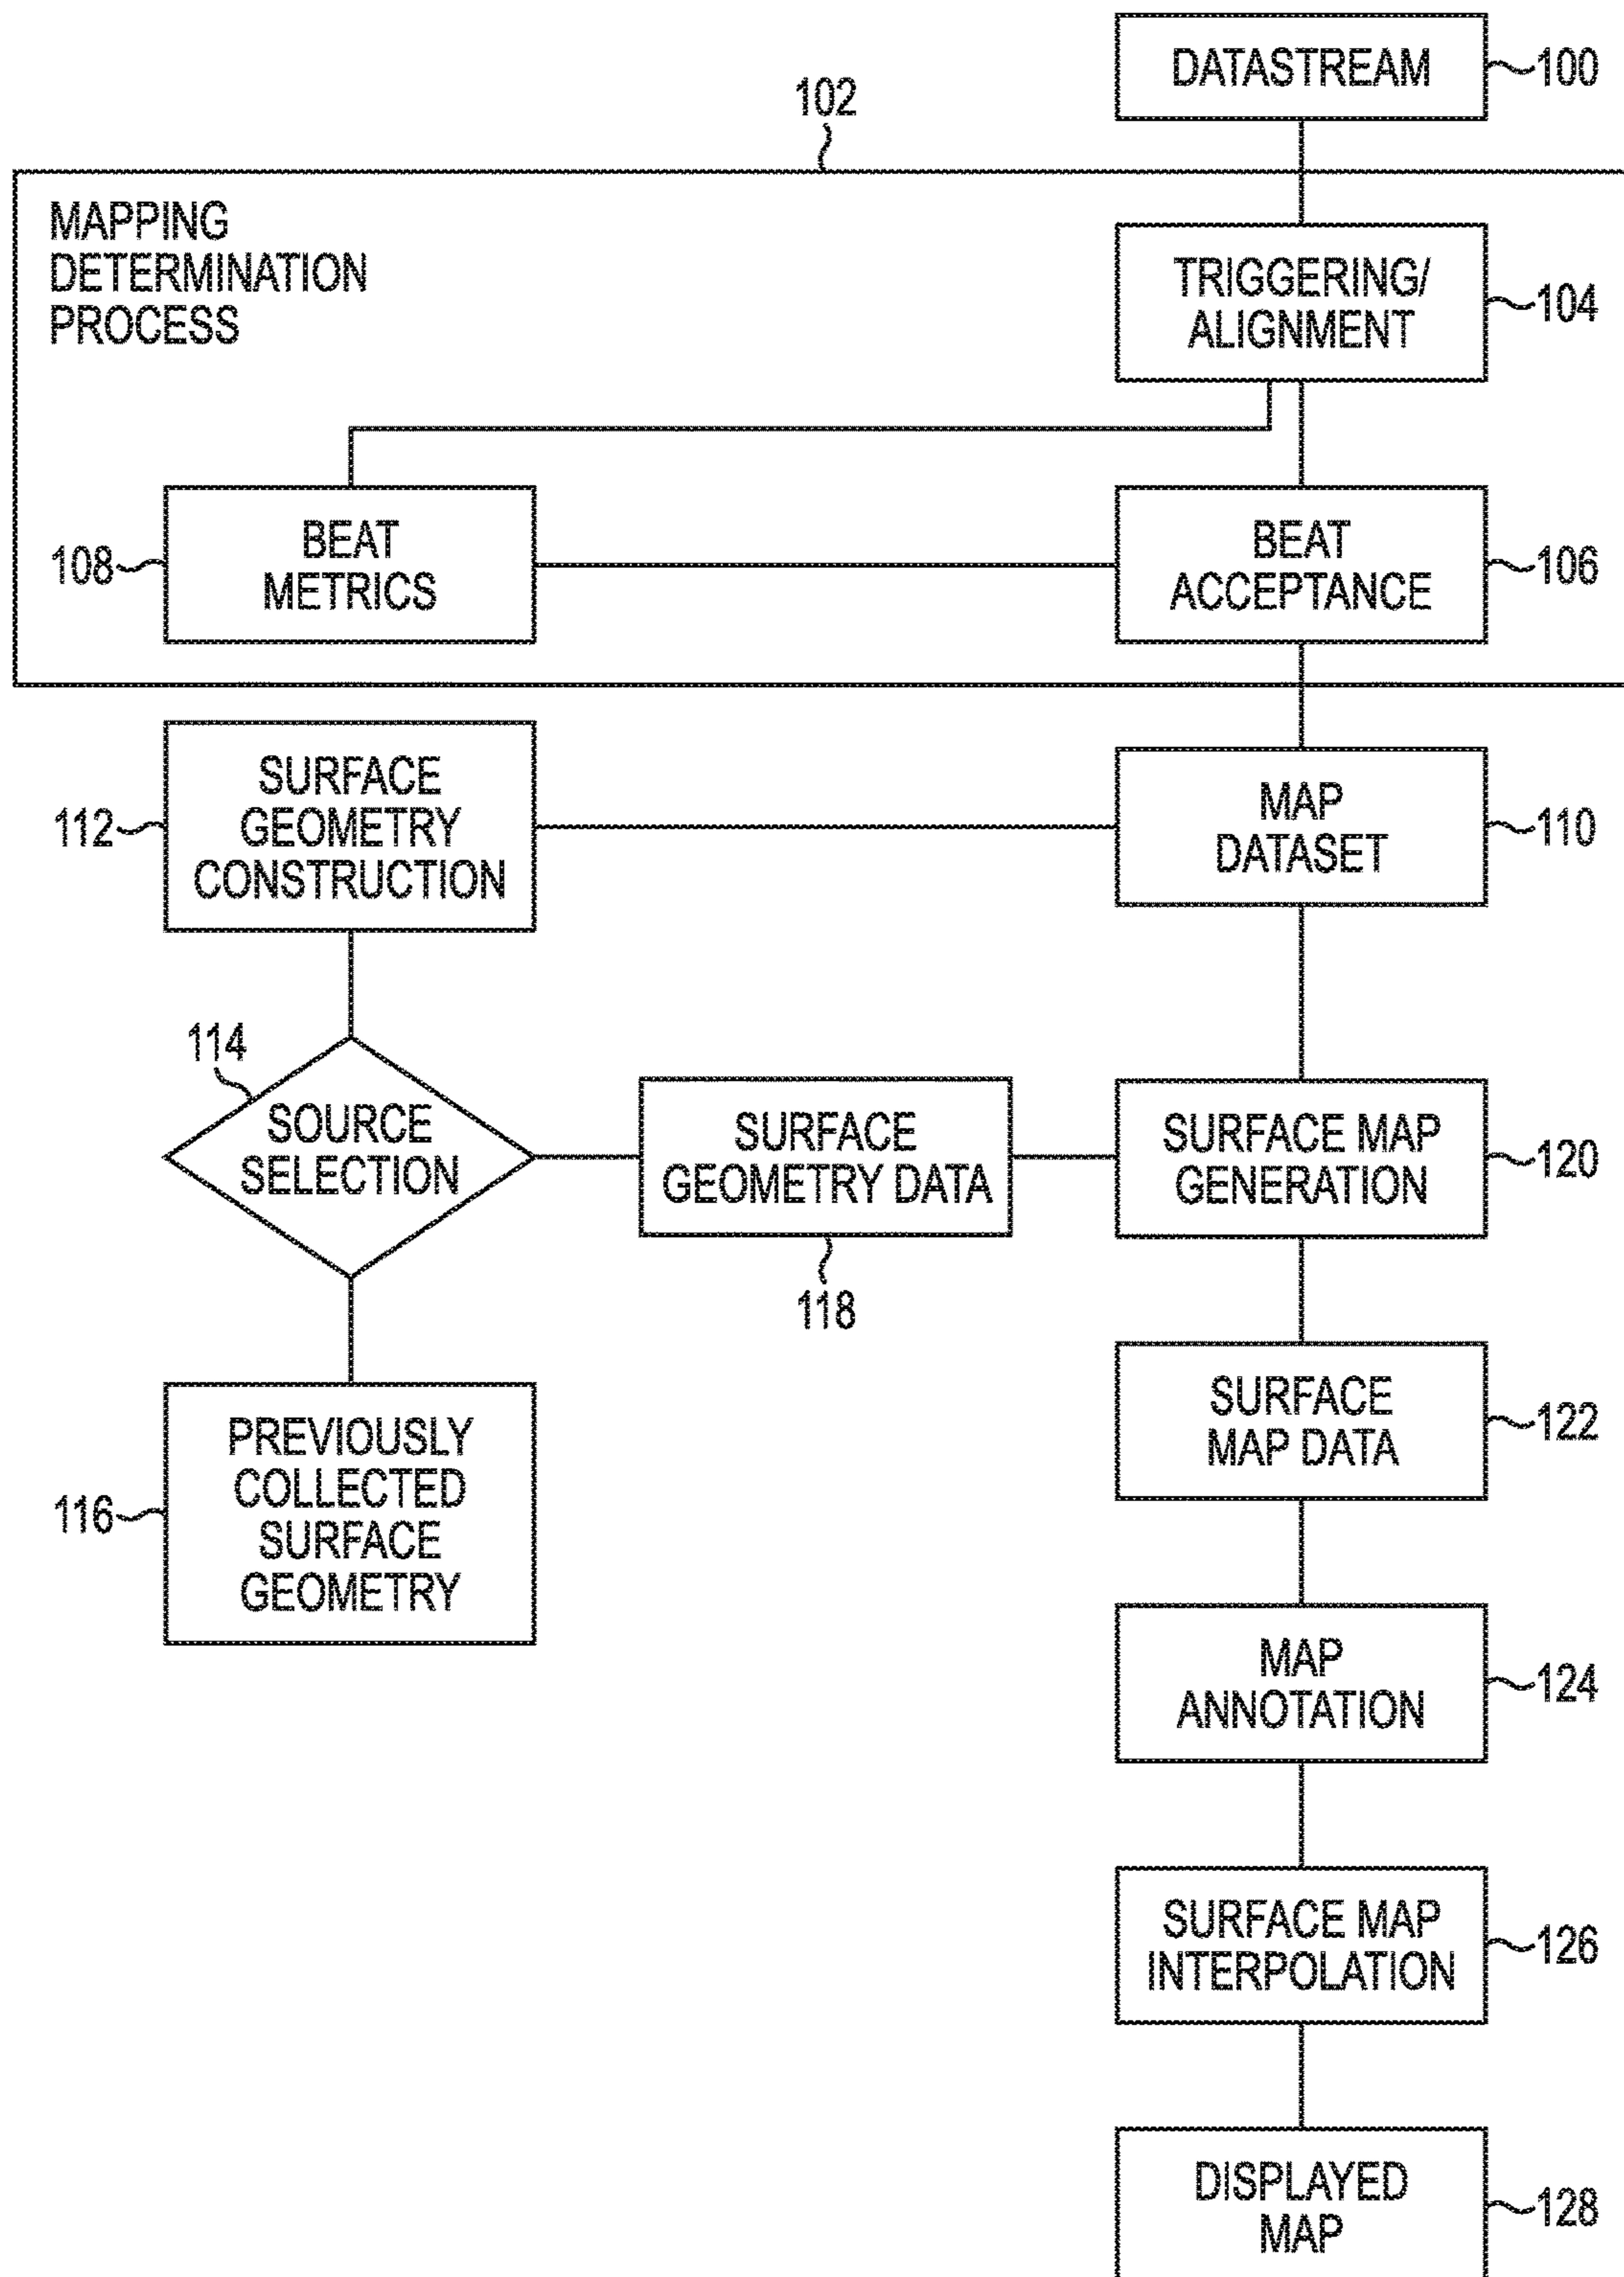 DATASTREAM
100
102
MAPPING
DETERMINATION
PROCESS
TRIGGERING/
ALIGNMENT
104
108
BEAT
METRICS
BEAT
ACCEPTANCE
106
112
SURFACE
GEOMETRY
CONSTRUCTION
MAP
DATASET
110
114
SOURCE
SELECTION
SURFACE
GEOMETRY DATA
118
SURFACE MAP
GENERATION
120
116
PREVIOUSLY
COLLECTED
SURFACE
GEOMETRY
SURFACE
MAP DATA
122
MAP
ANNOTATION
124
SURFACE MAP
INTERPOLATION
126
DISPLAYED
MAP
128